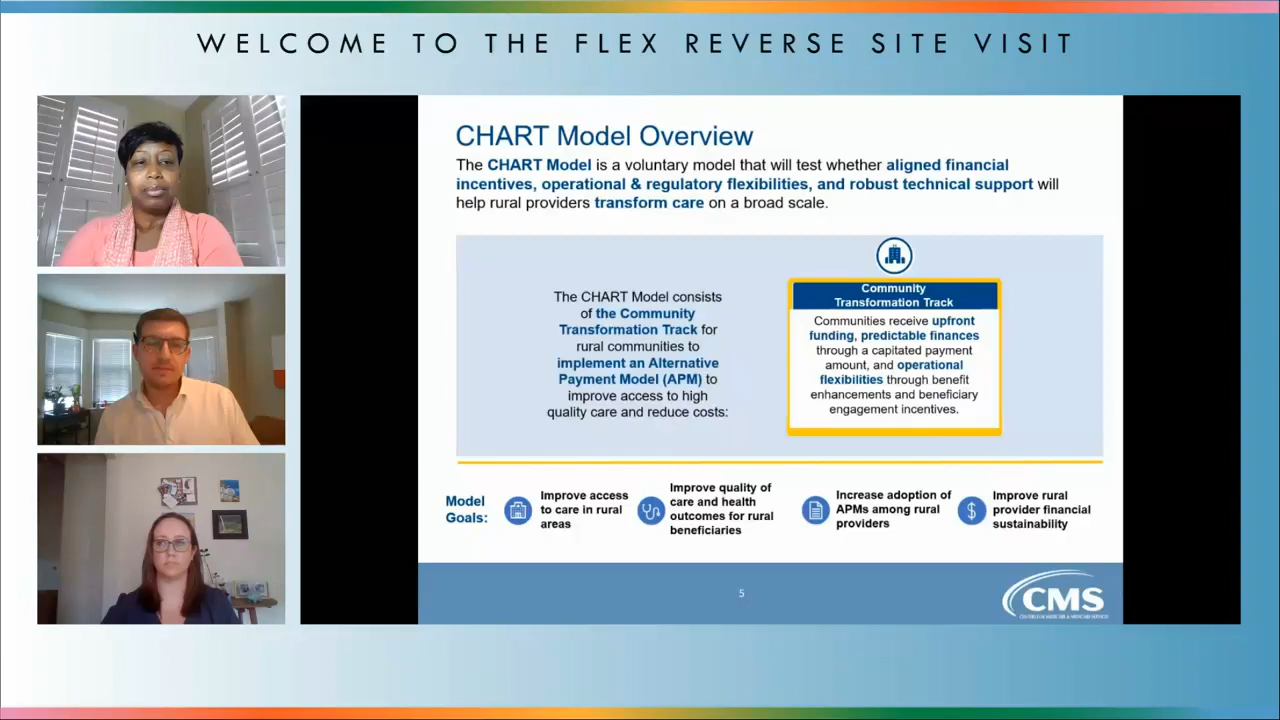 WELCOME TO THE FLEX REVERSE SITE VISIT
CHART Model Overview
The CHART Model is a voluntary model that will test whether aligned financial
incentives, operational & regulatory flexibilities, and robust technical support will
help rural providers transform care on a broad scale.
The CHART Model consists
of the Community
Transformation Track for
rural communities to
implement an Alternative
Payment Model (APM) to
improve access to high
quality care and reduce costs:
Community
Transformation Track
Communities receive upfront
funding, predictable finances
through a capitated payment
amount, and operational
flexibilities through benefit
enhancements and beneficiary
engagement incentives.
Model
Goals:
Improve access
to care in rural
areas
Improve quality of
care and health
outcomes for rural
beneficiaries
Increase adoption of
APMs among rural
providers
Improve rural
provider financial
sustainability
5
CMS
CENTERS FOR MEDICARE & MEDICAID SERVICES